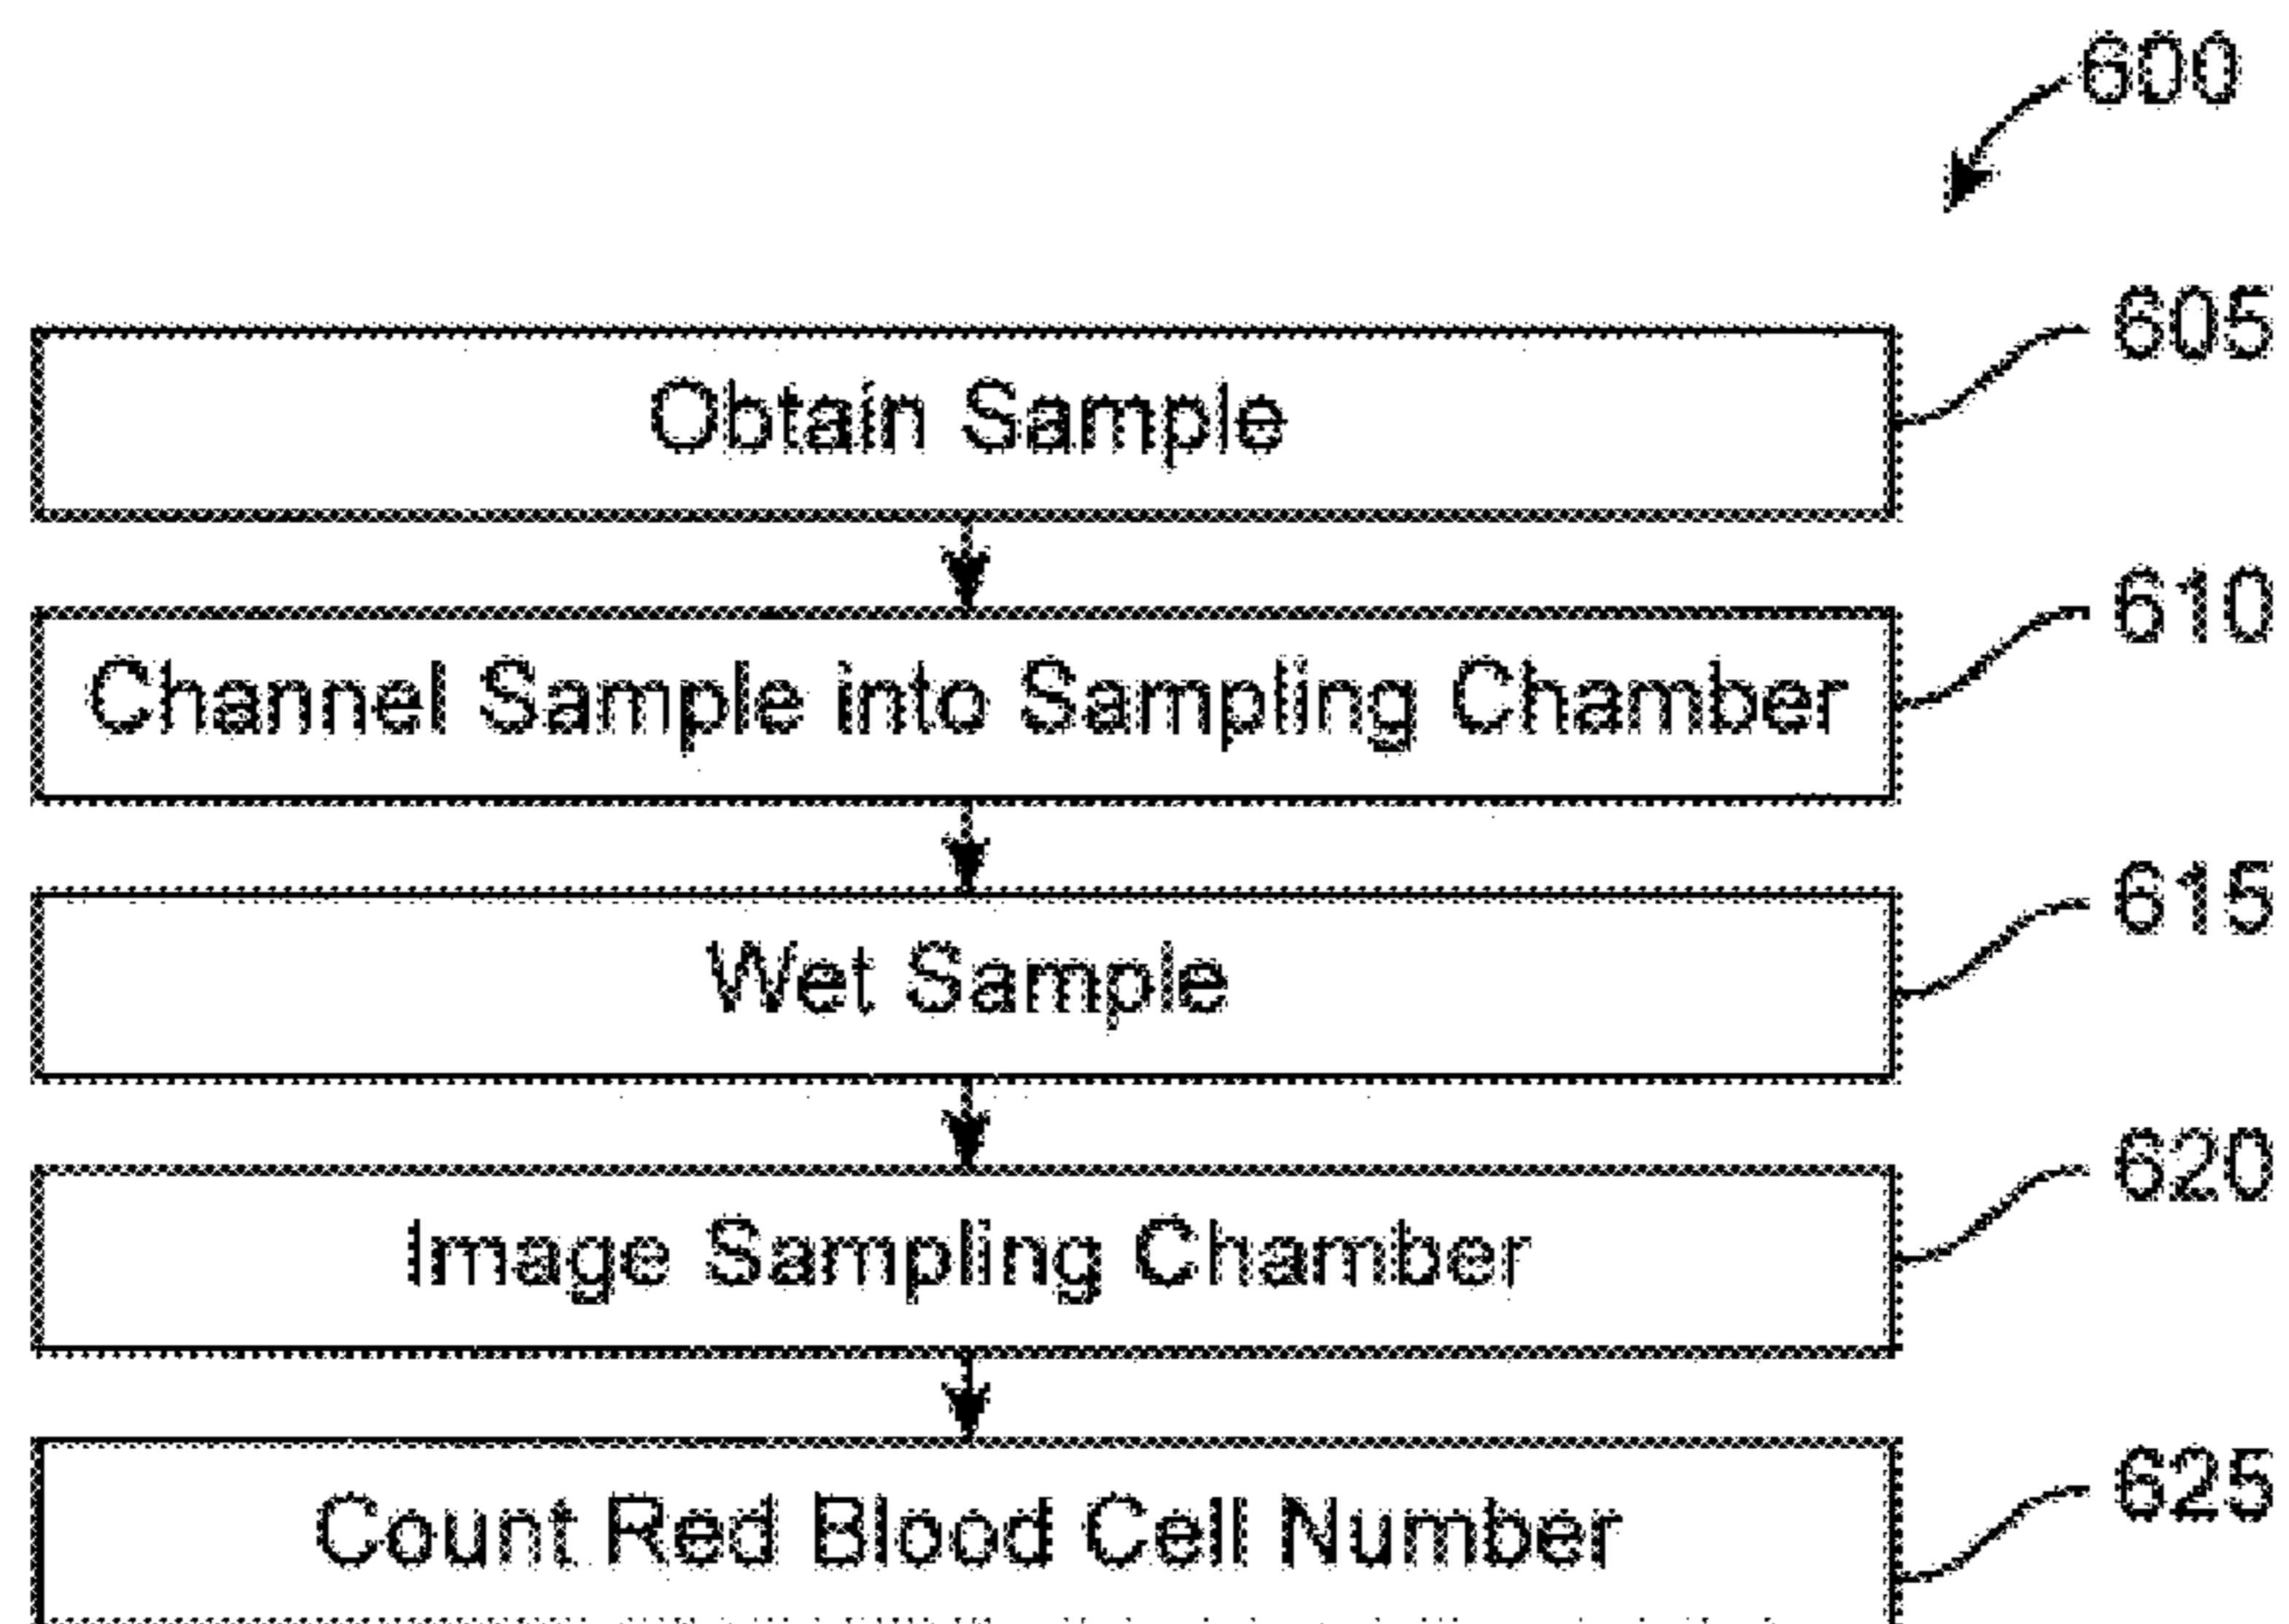 600
Obtain Sample 605
Channel Sample into Sampling Chamber 610
Wet Sample 615
Image Sampling Chamber 620
Count Red Blood Cell Number 625